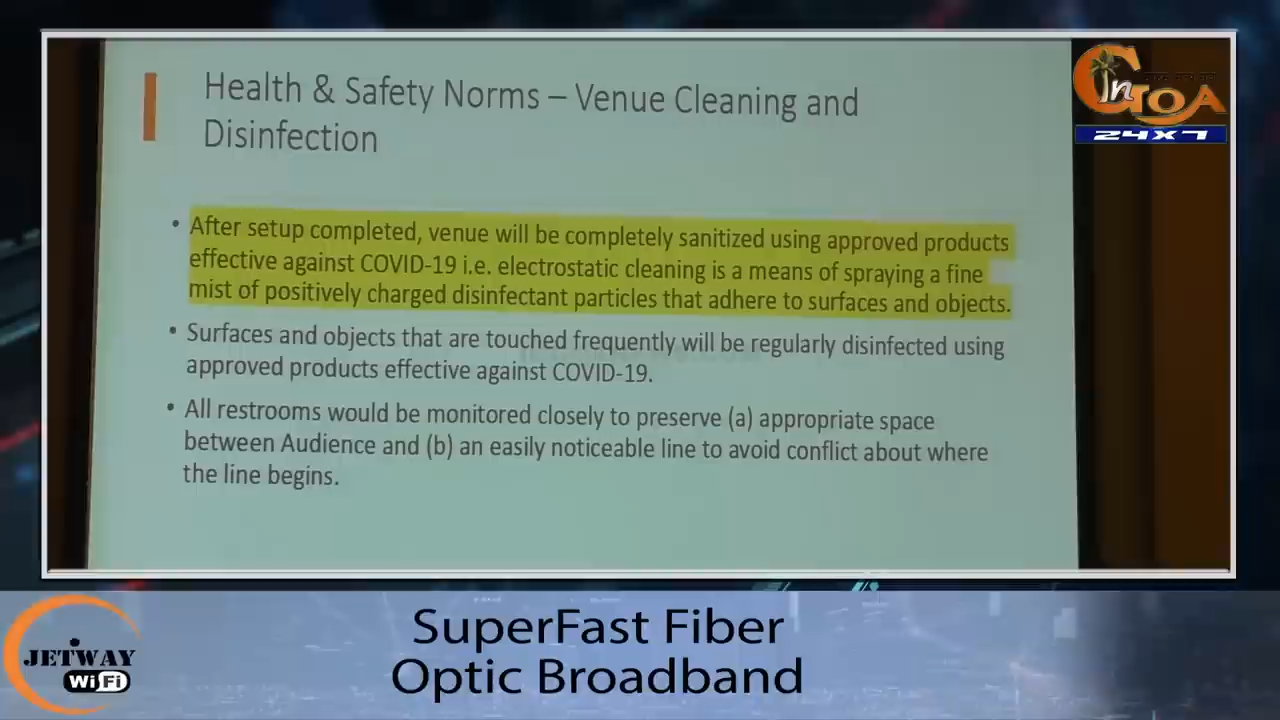 Health & Safety Norms – Venue Cleaning and
Disinfection
• After setup completed, venue will be completely sanitized using approved products
effective against COVID-19 i.e. electrostatic cleaning is a means of spraying a fine
mist of positively charged disinfectant particles that adhere to surfaces and objects.
• Surfaces and objects that are touched frequently will be regularly disinfected using
approved products effective against COVID-19.
• All restrooms would be monitored closely to preserve (a) appropriate space
between Audience and (b) an easily noticeable line to avoid conflict about where
the line begins.
In GOA
24X7
JETWAY
WiFi
SuperFast Fiber
Optic Broadband